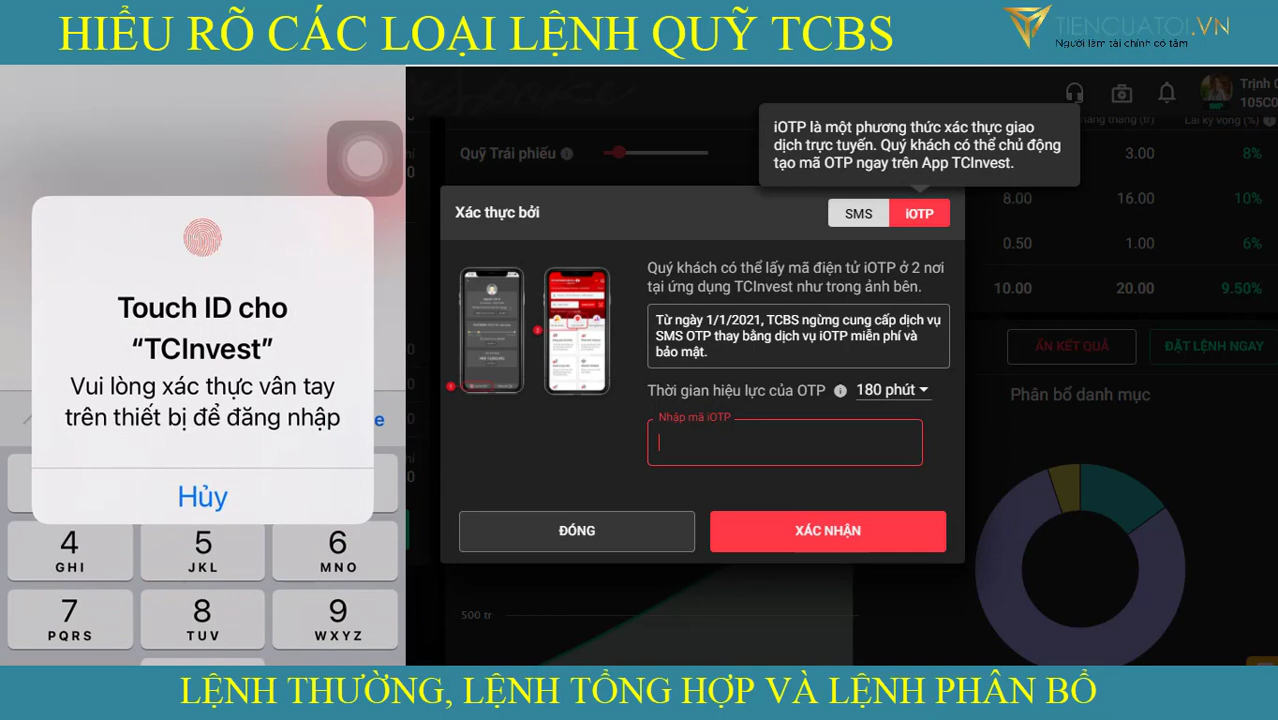 HIỂU RÕ CÁC LOẠI LỆNH QUỸ TCBS
TIENCUATOI.VN
Người làm tài chính có tâm
Touch ID cho
“TCInvest”
Vui lòng xác thực vân tay
trên thiết bị để đăng nhập
Hủy
4
GHI
5
JKL
6
MNO
7
PQRS
8
TUV
9
WXYZ
Trịnh
105C0
iOTP là một phương thức xác thực giao
dịch trực tuyến. Quý khách có thể chủ động
tạo mã OTP ngay trên App TCInvest.
Quỹ Trái phiếu
hàng tháng (tr)
Lãi kỳ vọng (%)
3.00
8%
8.00
16.00
10%
0.50
1.00
6%
10.00
20.00
9.50%
Xác thực bởi
SMS
iOTP
Quý khách có thể lấy mã điện tử iOTP ở 2 nơi
tại ứng dụng TCInvest như trong ảnh bên.
Từ ngày 1/1/2021, TCBS ngừng cung cấp dịch vụ
SMS OTP thay bằng dịch vụ iOTP miễn phí và
bảo mật.
Thời gian hiệu lực của OTP
180 phút
Nhập mã iOTP
ĐÓNG
XÁC NHẬN
ẨN KẾT QUẢ
ĐẶT LỆNH NGAY
Phân bổ danh mục
500 tr
LỆNH THƯỜNG, LỆNH TỔNG HỢP VÀ LỆNH PHÂN BỔ